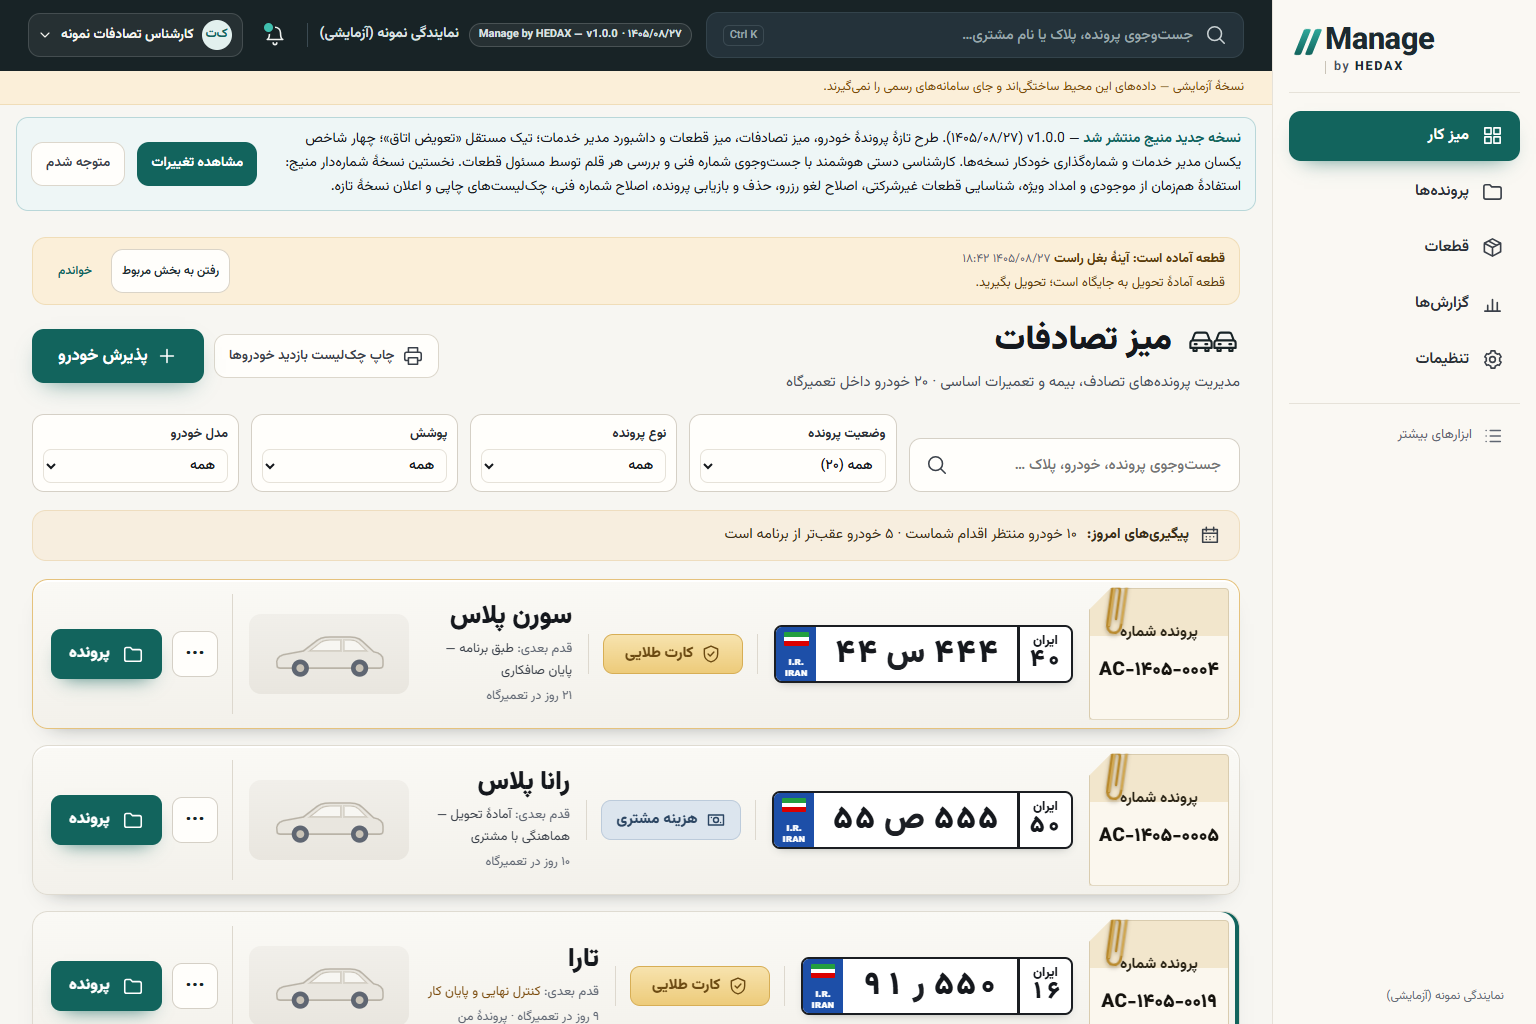 Manage
by HEDAX
میز کار
پرونده‌ها
قطعات
گزارش‌ها
تنظیمات
ابزارهای بیشتر
نمایندگی نمونه (آزمایشی)
جست‌وجوی پرونده، پلاک یا نام مشتری...
Ctrl K
Manage by HEDAX — v1.0.0 · ۱۴۰۵/۰۸/۲۷
نمایندگی نمونه (آزمایشی)
کارشناس تصادفات نمونه
ک‌ت
نسخهٔ آزمایشی — داده‌های این محیط ساختگی‌اند و جای سامانه‌های رسمی را نمی‌گیرند.
نسخه جدید منیج منتشر شد — v1.0.0 (۱۴۰۵/۰۸/۲۷). طرح تازهٔ پروندهٔ خودرو، میز تصادفات، میز قطعات و داشبورد مدیر خدمات؛ تیک مستقل «تعویض اتاق»؛ چهار شاخص
یکسان مدیر خدمات و شماره‌گذاری خودکار نسخه‌ها. کارشناسی دستی هوشمند با جست‌وجوی شماره فنی و بررسی هر قلم توسط مسئول قطعات. نخستین نسخهٔ شماره‌دار منیج:
استفادهٔ هم‌زمان از موجودی و امداد ویژه، شناسایی قطعات غیرشرکتی، اصلاح لغو رزرو، حذف و بازیابی پرونده، اصلاح شماره فنی، چک‌لیست‌های چاپی و اعلان نسخهٔ تازه.
مشاهده تغییرات
متوجه شدم
قطعه آماده است: آینهٔ بغل راست ۱۴۰۵/۰۸/۲۷ ۱۸:۴۲
قطعه آمادهٔ تحویل به جایگاه است؛ تحویل بگیرید.
رفتن به بخش مربوط
خواندم
میز تصادفات
مدیریت پرونده‌های تصادف، بیمه و تعمیرات اساسی · ۲۰ خودرو داخل تعمیرگاه
چاپ چک‌لیست بازدید خودروها
پذیرش خودرو
جست‌وجوی پرونده، خودرو، پلاک ...
وضعیت پرونده
همه (۲۰)
نوع پرونده
همه
پوشش
همه
مدل خودرو
همه
پیگیری‌های امروز: ۱۰ خودرو منتظر اقدام شماست · ۵ خودرو عقب‌تر از برنامه است
پرونده شماره
AC-۱۴۰۵-۰۰۰۴
ایران
۴۰
۴۴۴ س ۴۴
I.R.
IRAN
کارت طلایی
سورن پلاس
قدم بعدی: طبق برنامه —
پایان صافکاری
۲۱ روز در تعمیرگاه
پرونده
پرونده شماره
AC-۱۴۰۵-۰۰۰۵
ایران
۵۰
۵۵۵ ص ۵۵
I.R.
IRAN
هزینه مشتری
رانا پلاس
قدم بعدی: آمادهٔ تحویل —
هماهنگی با مشتری
۱۰ روز در تعمیرگاه
پرونده
پرونده شماره
AC-۱۴۰۵-۰۰۱۹
ایران
۱۶
۵۵۰ ر ۹۱
I.R.
IRAN
کارت طلایی
تارا
قدم بعدی: کنترل نهایی و پایان کار
۹ روز در تعمیرگاه · پروندهٔ من
پرونده